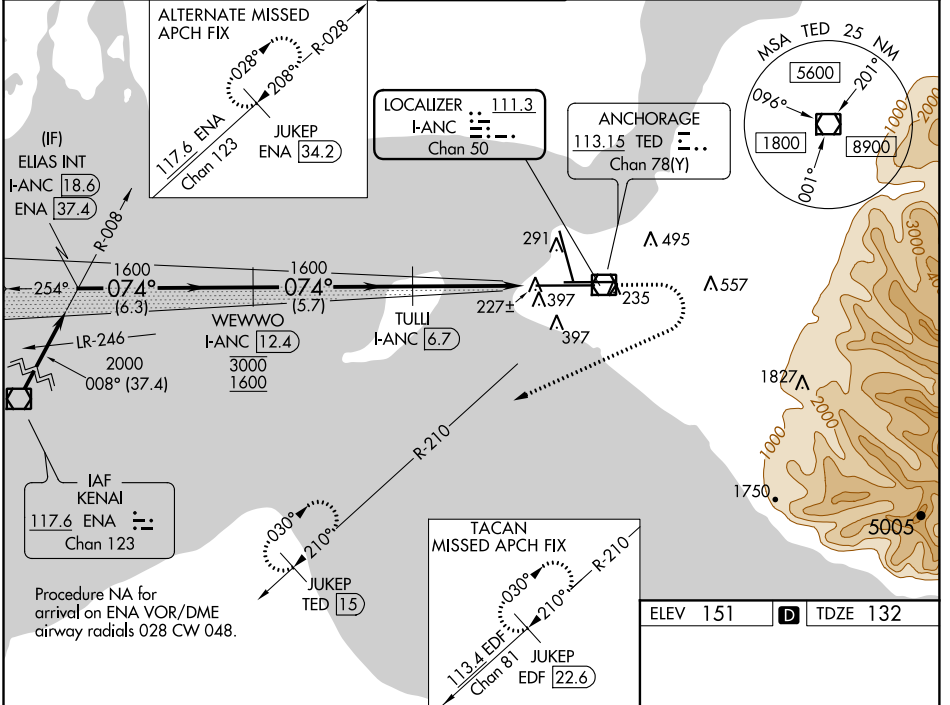 ALTERNATE MISSED
APCH FIX
028°
208°
R-028
117.6 ENA
Chan 123
JUKEP
ENA 34.2
LOCALIZER 111.3
I-ANC
Chan 50
ANCHORAGE
113.15 TED
Chan 78(Y)
MSA TED 25 NM
5600
201°
096°
1800
8900
001°
1000
2000
(IF)
ELIAS INT
I-ANC 18.6
ENA 37.4
R-008
1600
254°
074°
(6.3)
1600
074°
(5.7)
WEWWO
I-ANC 12.4
3000
1600
TULLI
I-ANC 6.7
LR-246
2000
008° (37.4)
291
495
397
227±
235
557
397
3000
1827
2000
1000
1750
5005
IAF
KENAI
117.6 ENA
Chan 123
R-210
030°
210°
JUKEP
TED 15
Procedure NA for
arrival on ENA VOR/DME
airway radials 028 CW 048.
TACAN
MISSED APCH FIX
030°
210°
R-210
113.4 EDF
Chan 81
JUKEP
EDF 22.6
ELEV 151 D TDZE 132